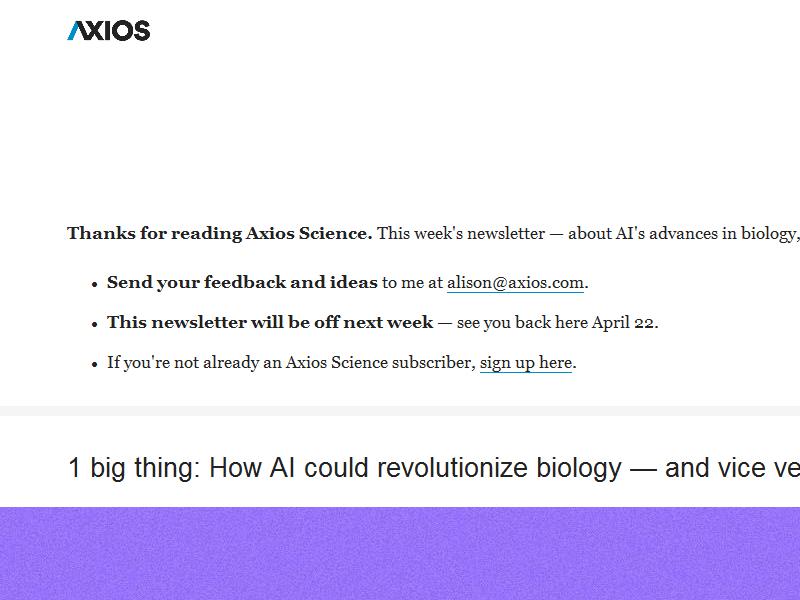 AXIOS
Thanks for reading Axios Science. This week's newsletter — about AI's advances in biology,
• Send your feedback and ideas to me at alison@axios.com.
• This newsletter will be off next week — see you back here April 22.
• If you're not already an Axios Science subscriber, sign up here.
1 big thing: How AI could revolutionize biology — and vice ve